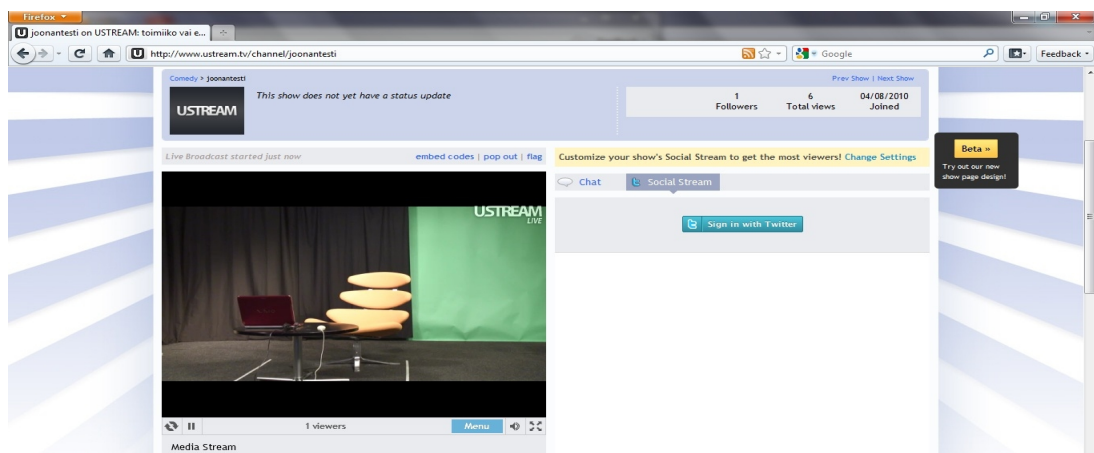 Firefox
joonantesti on USTREAM: toimiiko vai e...
http://www.ustream.tv/channel/joonantesti
Google
Feedback
Comedy > joonantesti
Prev Show | Next Show
USTREAM
This show does not yet have a status update
1 Followers
6 Total views
04/08/2010 Joined
Beta »
Try out our new
show page design!
Live Broadcast started just now
embed codes | pop out | flag
Customize your show's Social Stream to get the most viewers! Change Settings
Chat
Social Stream
Sign in with Twitter
USTREAM
LIVE
1 viewers
Menu
Media Stream